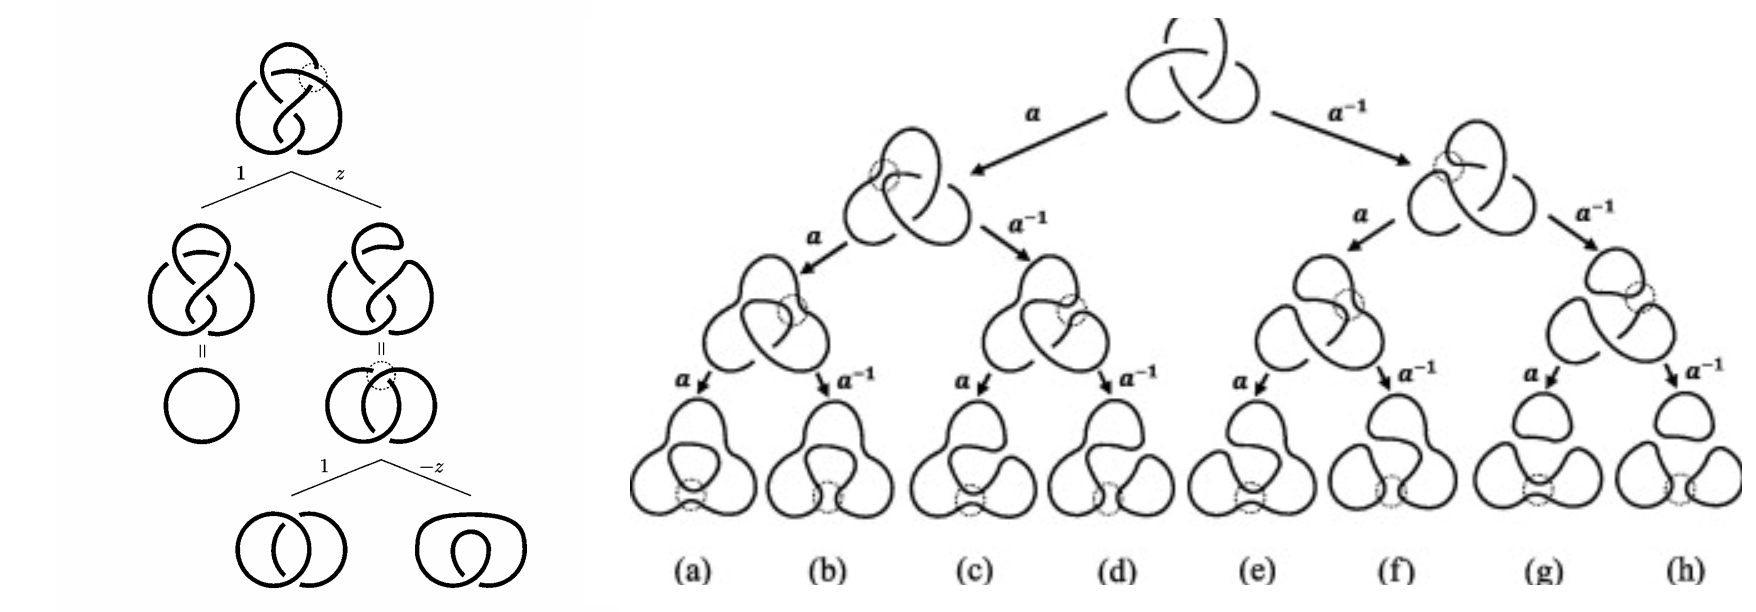 a a⁻¹
1 z
a a⁻¹ a a⁻¹
=
=
a a⁻¹ a a⁻¹ a a⁻¹ a a⁻¹
1 −z
(a) (b) (c) (d) (e) (f) (g) (h)